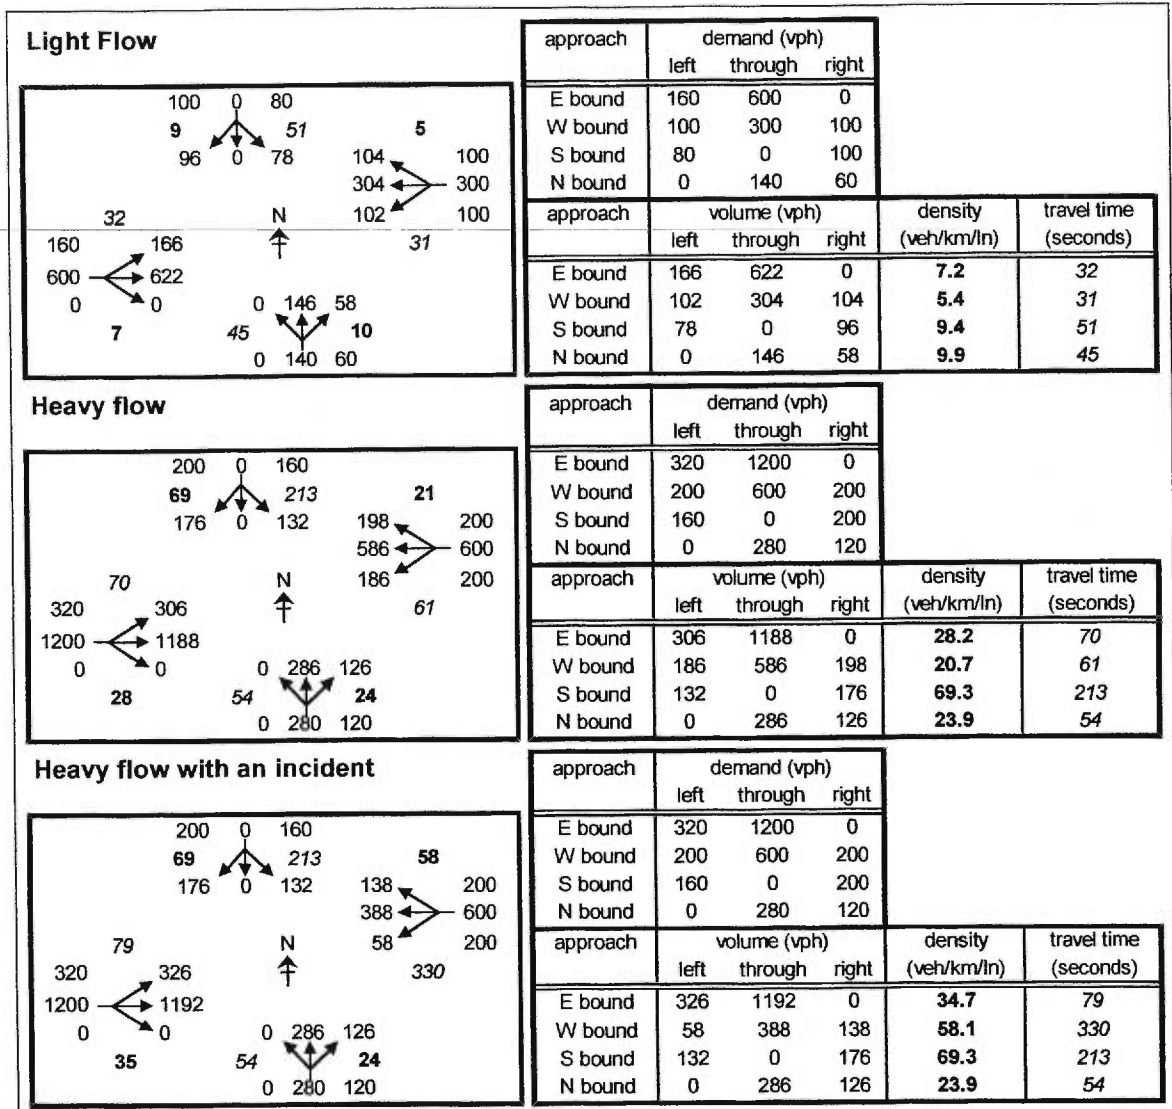 Light Flow
100 0 80
9 51 5
96 0 78
104 100
304 300
102 100
N
32
31
160 166
600 622
0 0
7
0 146 58
45 10
0 140 60
approach demand (vph)
left through right
E bound 160 600 0
W bound 100 300 100
S bound 80 0 100
N bound 0 140 60
approach volume (vph) density travel time
left through right (veh/km/ln) (seconds)
E bound 166 622 0 7.2 32
W bound 102 304 104 5.4 31
S bound 78 0 96 9.4 51
N bound 0 146 58 9.9 45
Heavy flow
200 0 160
69 213 21
176 0 132
198 200
586 600
186 200
N
70
61
320 306
1200 1188
0 0
28
0 286 126
54 24
0 280 120
approach demand (vph)
left through right
E bound 320 1200 0
W bound 200 600 200
S bound 160 0 200
N bound 0 280 120
approach volume (vph) density travel time
left through right (veh/km/ln) (seconds)
E bound 306 1188 0 28.2 70
W bound 186 586 198 20.7 61
S bound 132 0 176 69.3 213
N bound 0 286 126 23.9 54
Heavy flow with an incident
200 0 160
69 213 58
176 0 132
138 200
388 600
58 200
N
79
330
320 326
1200 1192
0 0
35
0 286 126
54 24
0 280 120
approach demand (vph)
left through right
E bound 320 1200 0
W bound 200 600 200
S bound 160 0 200
N bound 0 280 120
approach volume (vph) density travel time
left through right (veh/km/ln) (seconds)
E bound 326 1192 0 34.7 79
W bound 58 388 138 58.1 330
S bound 132 0 176 69.3 213
N bound 0 286 126 23.9 54